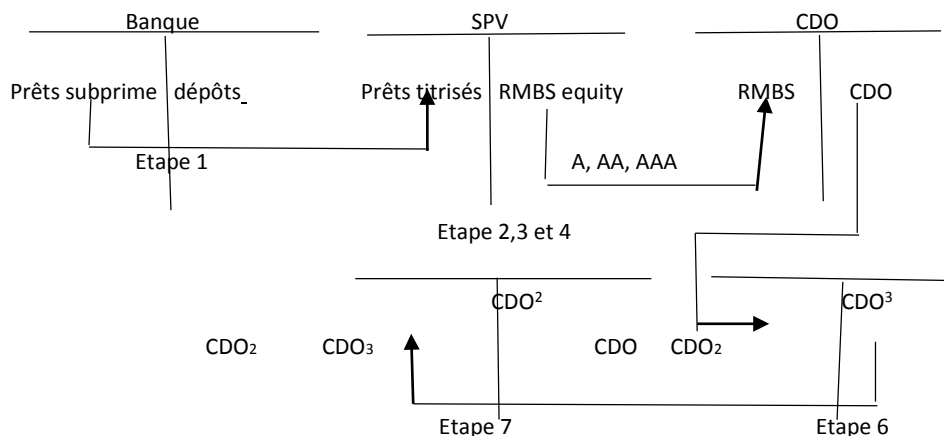 Banque SPV CDO
Prêts subprime dépôts Prêts titrisés RMBS equity RMBS CDO
Etape 1 A, AA, AAA
Etape 2,3 et 4
CDO² CDO³
CDO₂ CDO₃ CDO CDO₂
Etape 7 Etape 6